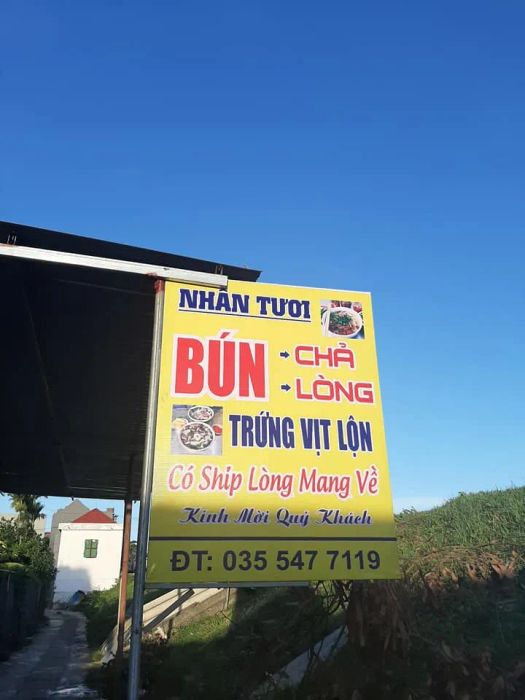 NHÂN TƯƠI
BÚN
→ CHẢ
→ LÒNG
TRỨNG VỊT LỘN
Có Ship Lòng Mang Về
Kính Mời Quý Khách
ĐT: 035 547 7119